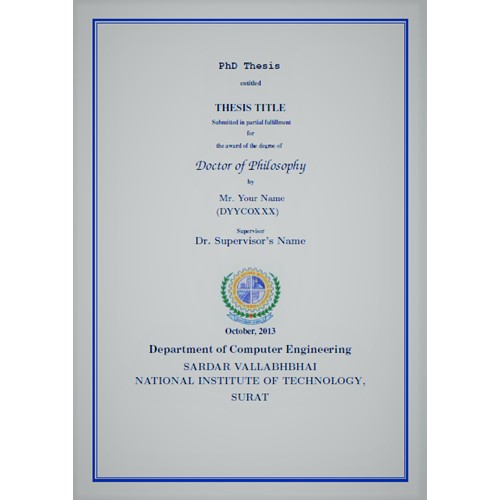 PhD Thesis
entitled
THESIS TITLE
Submitted in partial fulfillment
for
the award of the degree of
Doctor of Philosophy
by
Mr. Your Name
(DYYCOXXX)
Supervisor
Dr. Supervisor's Name
October, 2013
Department of Computer Engineering
SARDAR VALLABHBHAI
NATIONAL INSTITUTE OF TECHNOLOGY,
SURAT